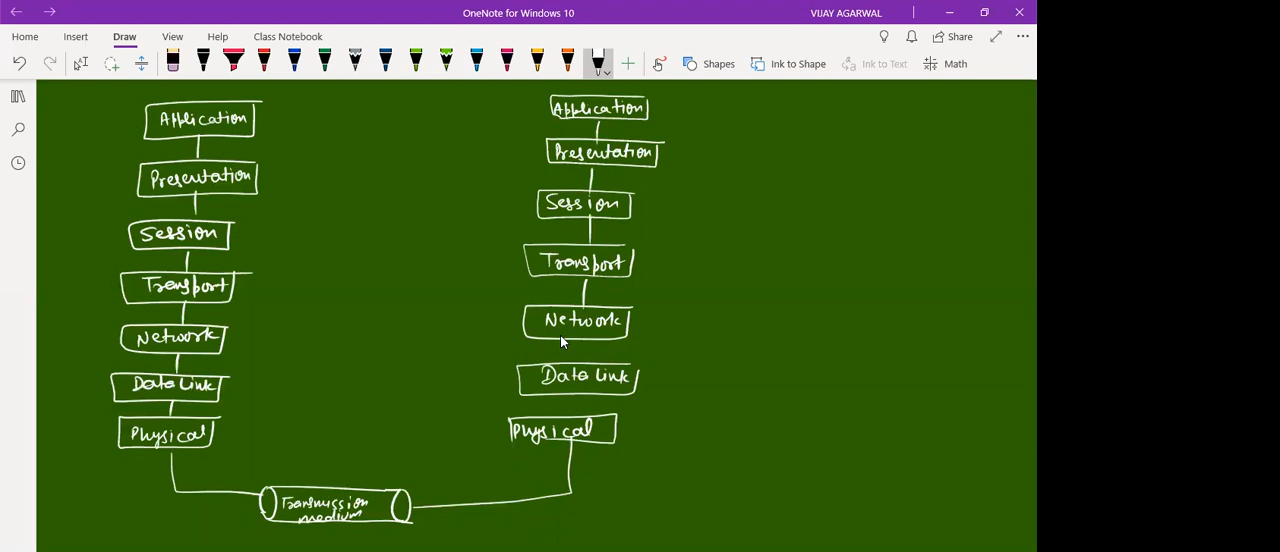 OneNote for Windows 10
VIJAY AGARWAL
Home
Insert
Draw
View
Help
Class Notebook
Share
Shapes
Ink to Shape
Ink to Text
Math
Application
Presentation
Session
Transport
Network
Data Link
Physical
Application
Presentation
Session
Transport
Network
Data Link
Physical
Transmission
medium